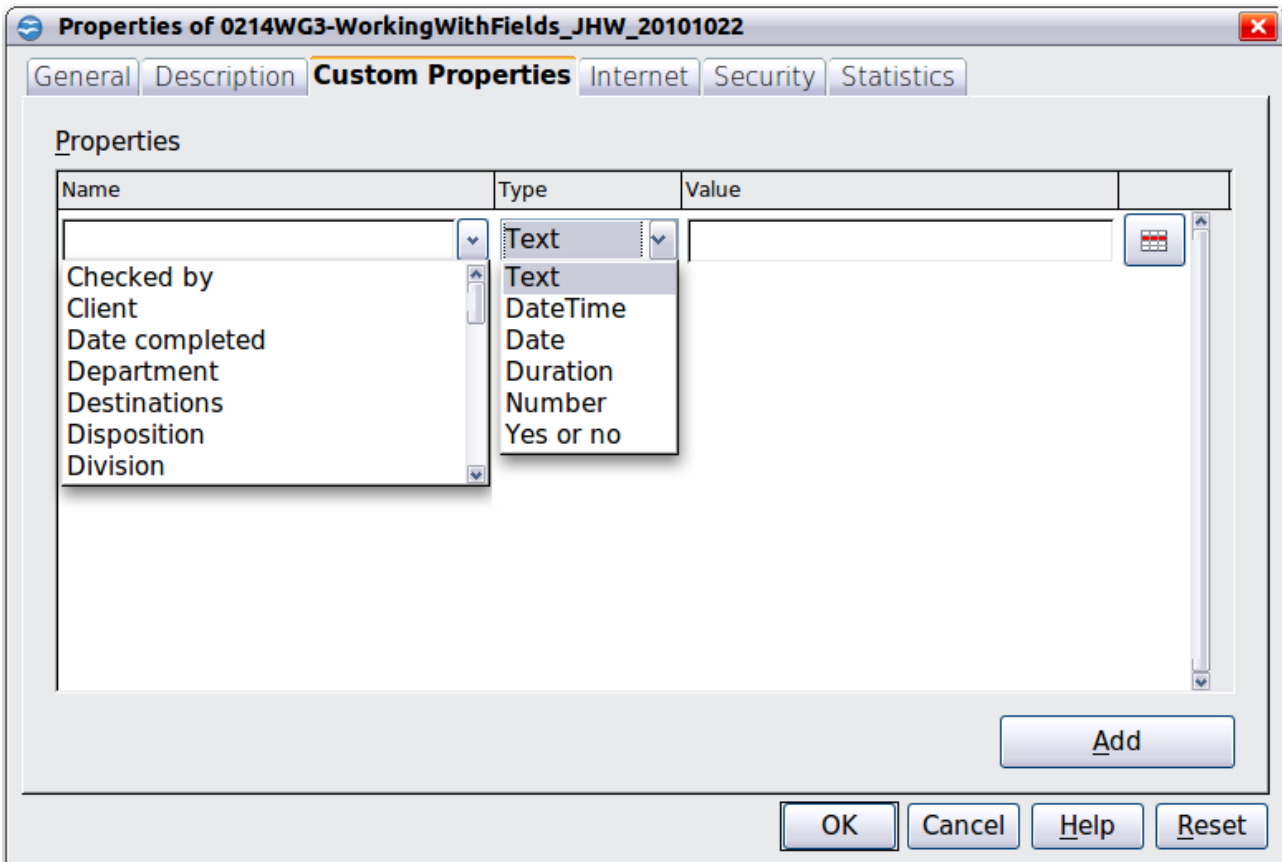 Properties of 0214WG3-WorkingWithFields_JHW_20101022
General Description Custom Properties Internet Security Statistics
Properties
Name Type Value
Text
Checked by
Client
Date completed
Department
Destinations
Disposition
Division
Text
DateTime
Date
Duration
Number
Yes or no
Add
OK Cancel Help Reset